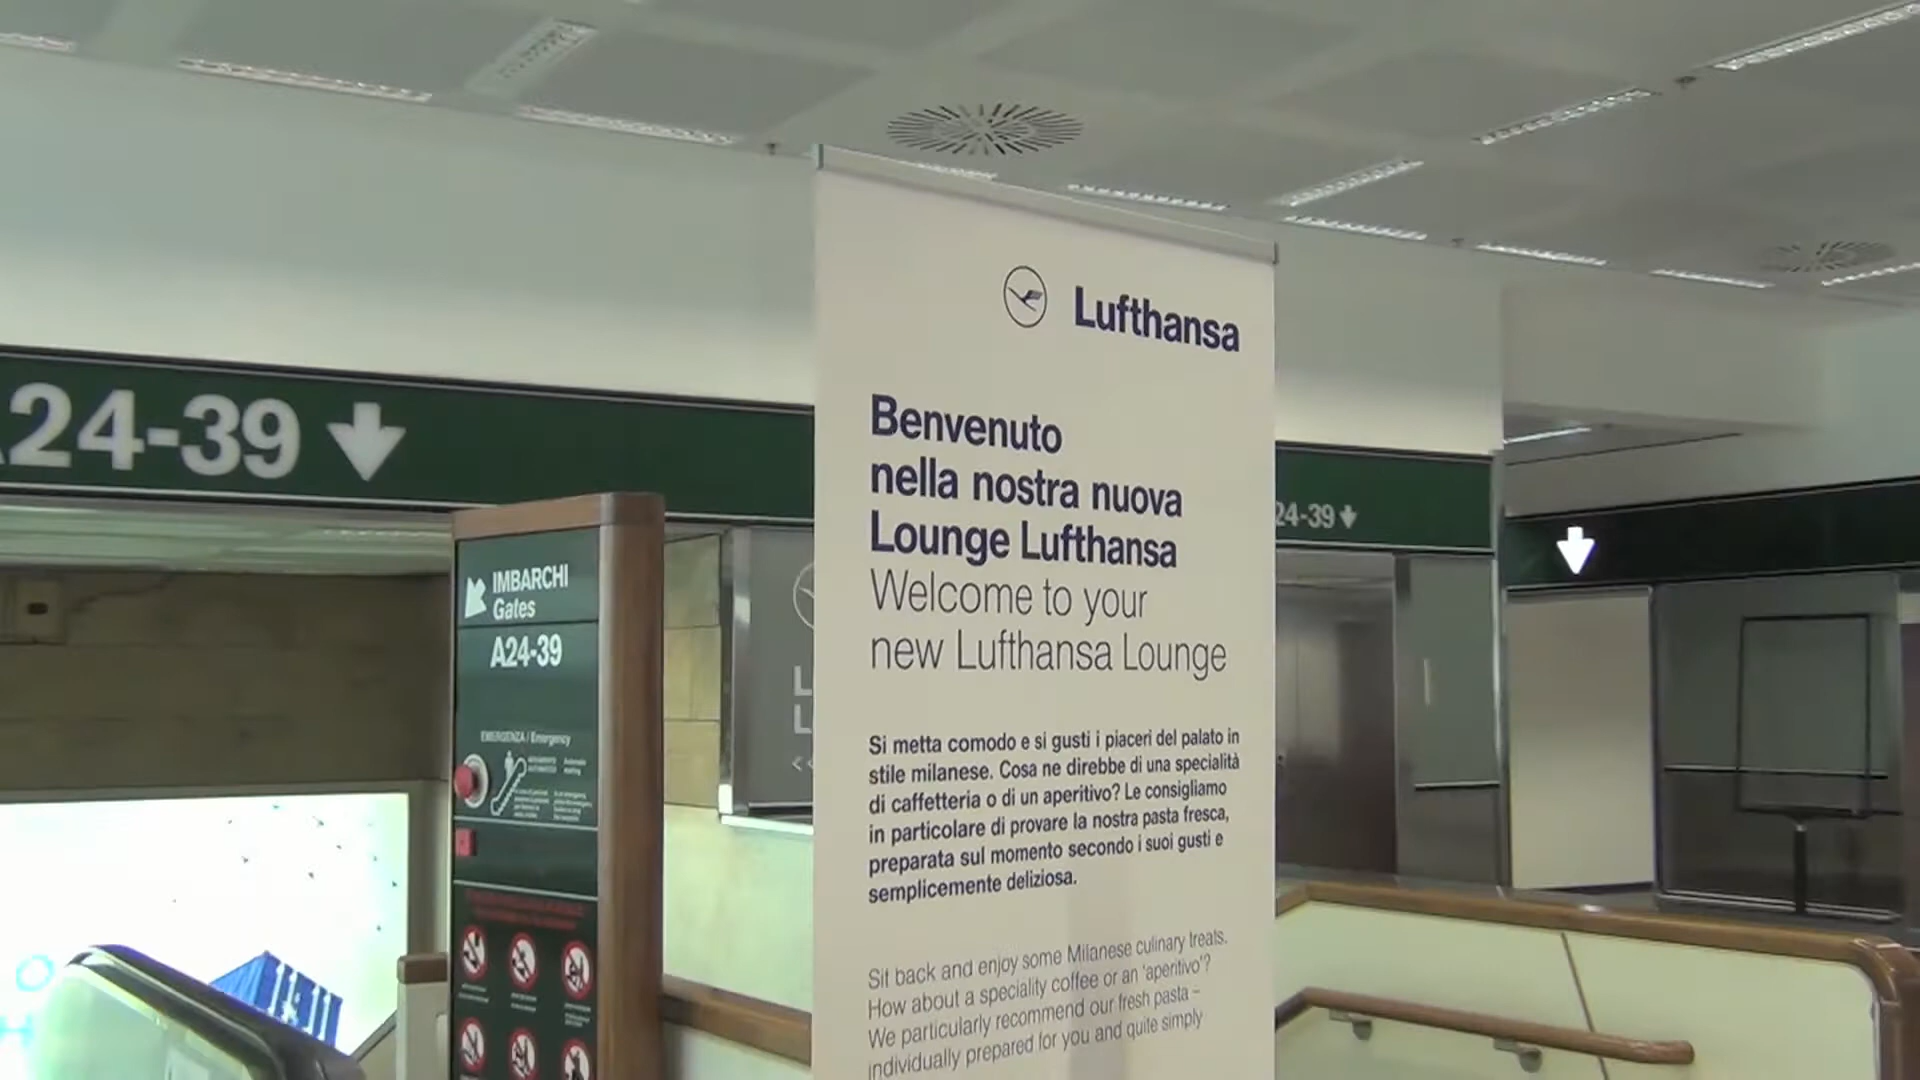 24-39
Lufthansa
Benvenuto
nella nostra nuova
Lounge Lufthansa
Welcome to your
new Lufthansa Lounge
Si metta comodo e si gusti i piaceri del palato in
stile milanese. Cosa ne direbbe di una specialità
di caffetteria o di un aperitivo? Le consigliamo
in particolare di provare la nostra pasta fresca,
preparata sul momento secondo i suoi gusti e
semplicemente deliziosa.
Sit back and enjoy some Milanese culinary treats.
How about a speciality coffee or an 'aperitivo'?
We particularly recommend our fresh pasta –
individually prepared for you and quite simply
24-39
IMBARCHI
Gates
A24-39
EMERGENZA / Emergency
L
L
<<